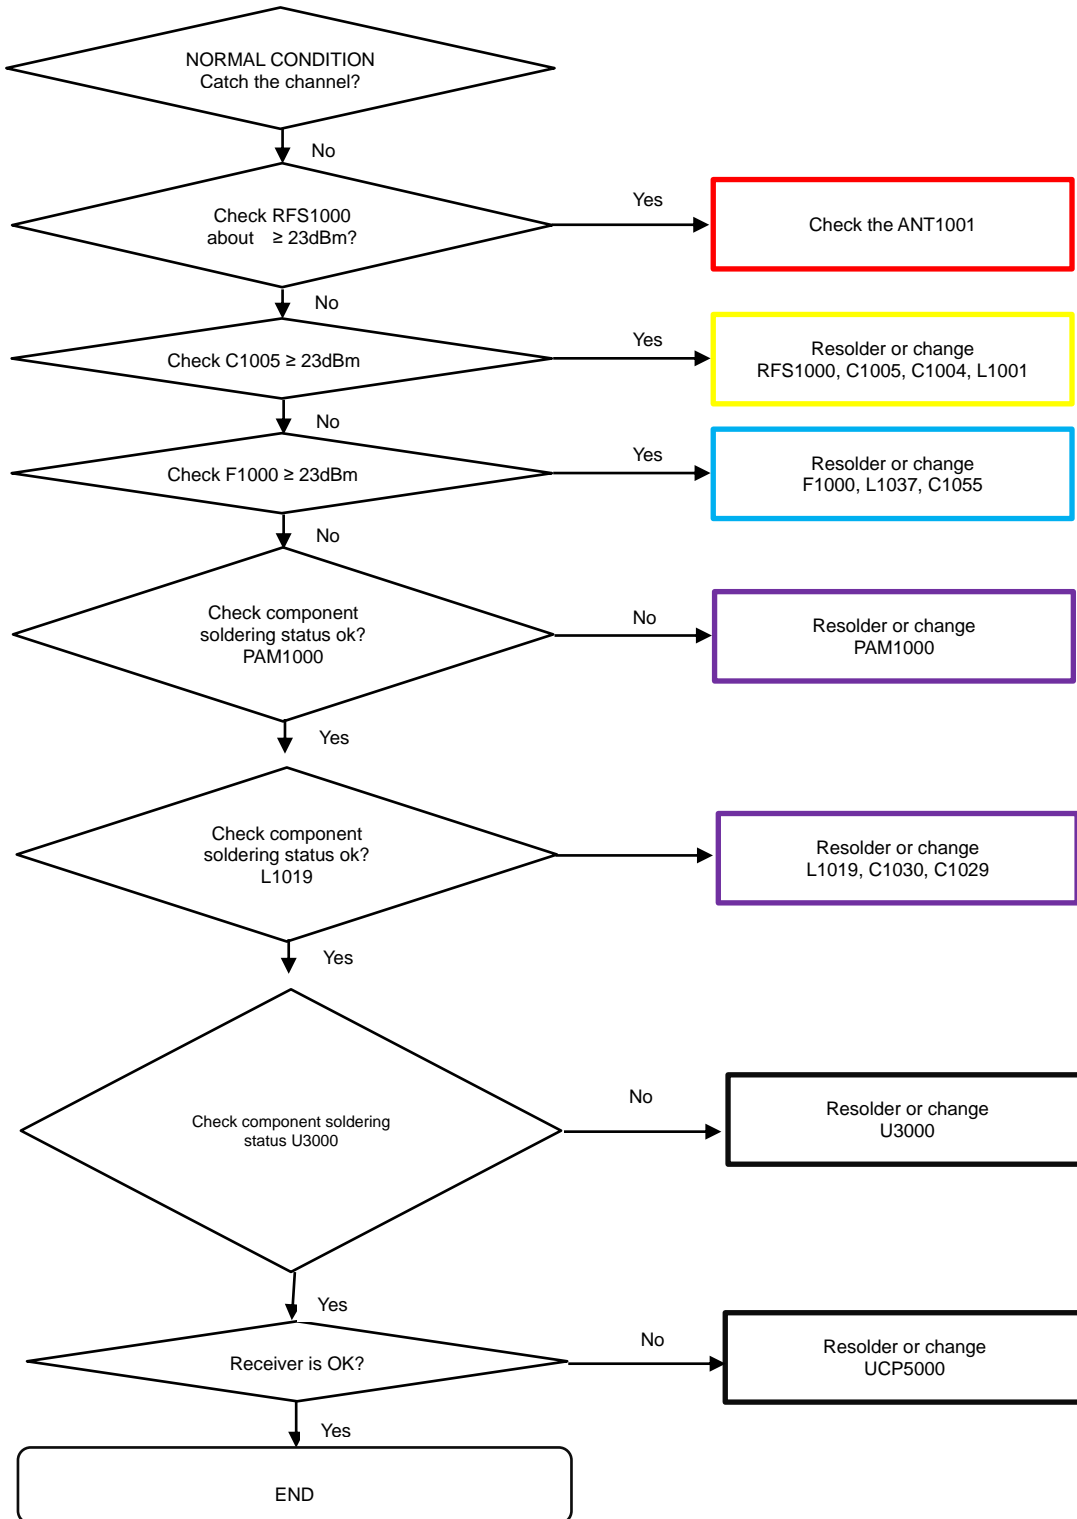 NORMAL CONDITION
Catch the channel?
No
Check RFS1000
about ≥ 23dBm?
Yes
Check the ANT1001
No
Check C1005 ≥ 23dBm
Yes
Resolder or change
RFS1000, C1005, C1004, L1001
No
Check F1000 ≥ 23dBm
Yes
Resolder or change
F1000, L1037, C1055
No
Check component
soldering status ok?
PAM1000
No
Resolder or change
PAM1000
Yes
Check component
soldering status ok?
L1019
Resolder or change
L1019, C1030, C1029
Yes
Check component soldering
status U3000
No
Resolder or change
U3000
Yes
Receiver is OK?
No
Resolder or change
UCP5000
Yes
END